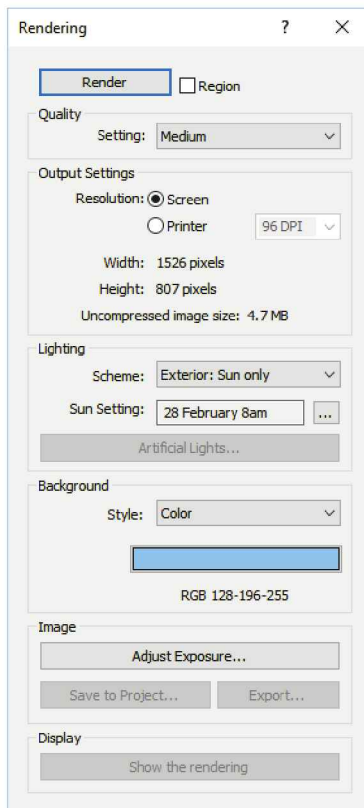 Rendering
Render
Region
Quality
Setting: Medium
Output Settings
Resolution: Screen
Printer 96 DPI
Width: 1526 pixels
Height: 807 pixels
Uncompressed image size: 4.7 MB
Lighting
Scheme: Exterior: Sun only
Sun Setting: 28 February 8am ...
Artificial Lights...
Background
Style: Color
RGB 128-196-255
Image
Adjust Exposure...
Save to Project... Export...
Display
Show the rendering